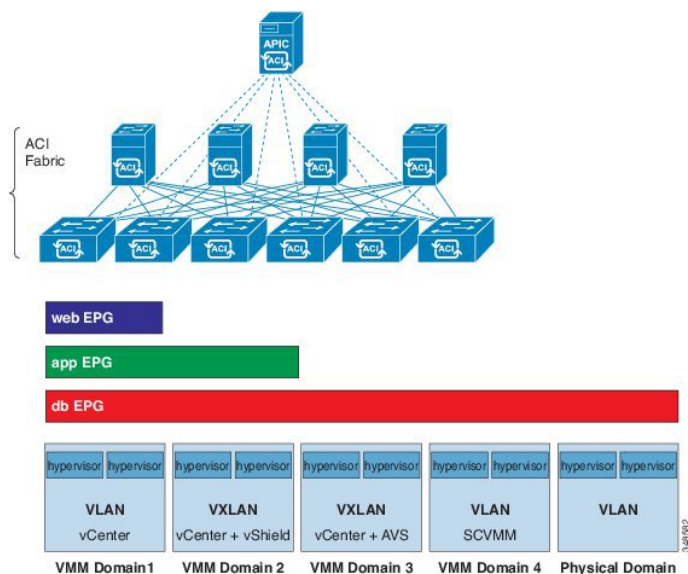 APIC
ACI
ACI
Fabric
ACI
ACI
ACI
ACI
ACI
ACI
ACI
ACI
ACI
ACI
web EPG
app EPG
db EPG
hypervisor hypervisor
VLAN
vCenter
VMM Domain1
hypervisor hypervisor
VXLAN
vCenter + vShield
VMM Domain 2
hypervisor hypervisor
VXLAN
vCenter + AVS
VMM Domain 3
hypervisor hypervisor
VLAN
SCVMM
VMM Domain 4
hypervisor hypervisor
VLAN
Physical Domain
348582